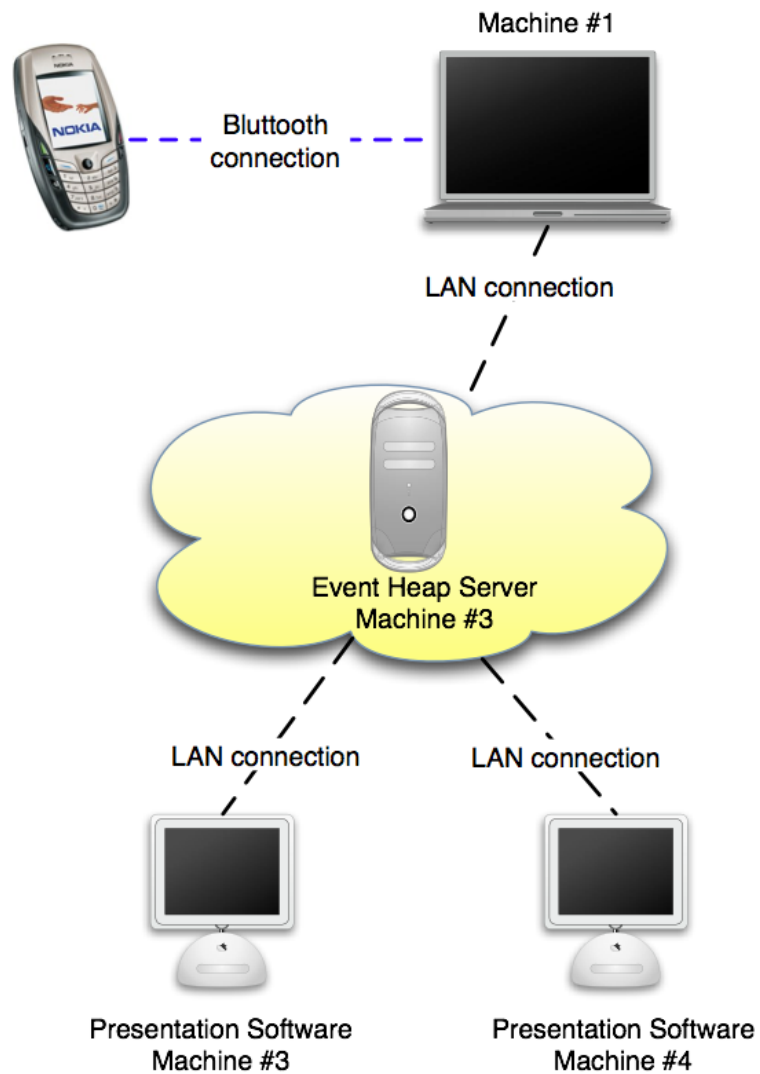 Machine #1
NOKIA
NOKIA
Bluttooth
connection
LAN connection
Event Heap Server
Machine #3
LAN connection
LAN connection
Presentation Software
Machine #3
Presentation Software
Machine #4